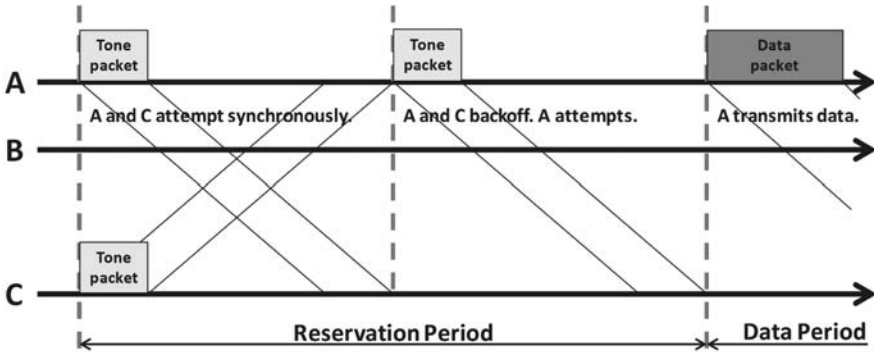 Tone
packet
Tone
packet
Data
packet
A
A and C attempt synchronously.
A and C backoff. A attempts.
A transmits data.
B
Tone
packet
C
Reservation Period
Data Period